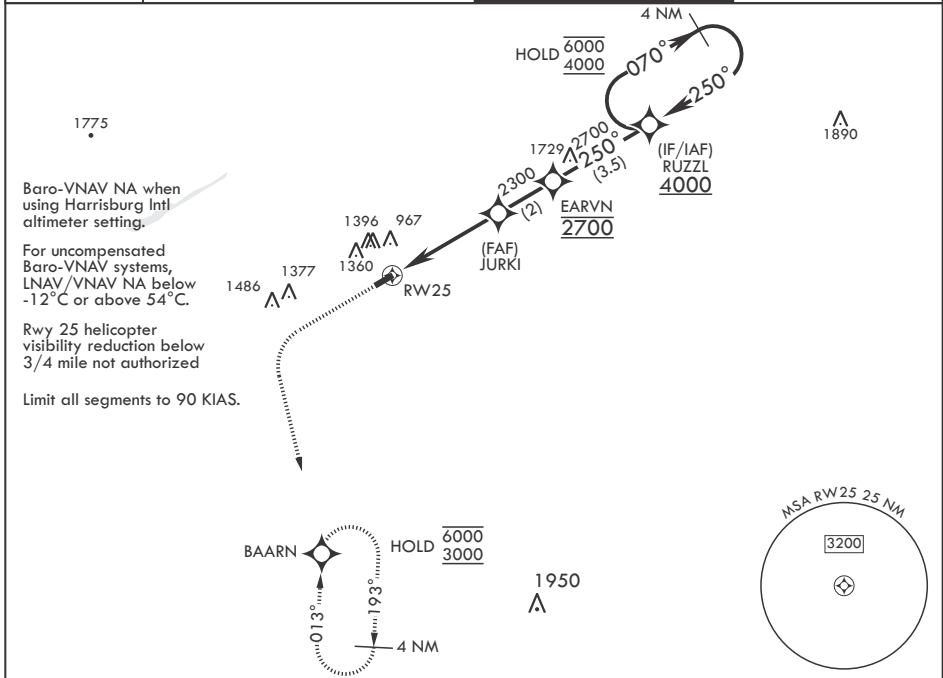 4 NM
HOLD 6000
4000
070°
250°
1775
1890
(IF/IAF)
RUZZL
4000
1729
2700
250°
(3.5)
Baro-VNAV NA when
using Harrisburg Intl
altimeter setting.
2300
(2)
EARVN
2700
(FAF)
JURKI
1396
967
1360
For uncompensated
Baro-VNAV systems,
LNAV/VNAV NA below
-12°C or above 54°C.
1486
1377
RW25
Rwy 25 helicopter
visibility reduction below
3/4 mile not authorized
Limit all segments to 90 KIAS.
BAARN
HOLD 6000
3000
013°
193°
4 NM
1950
MSA RW25 25 NM
3200